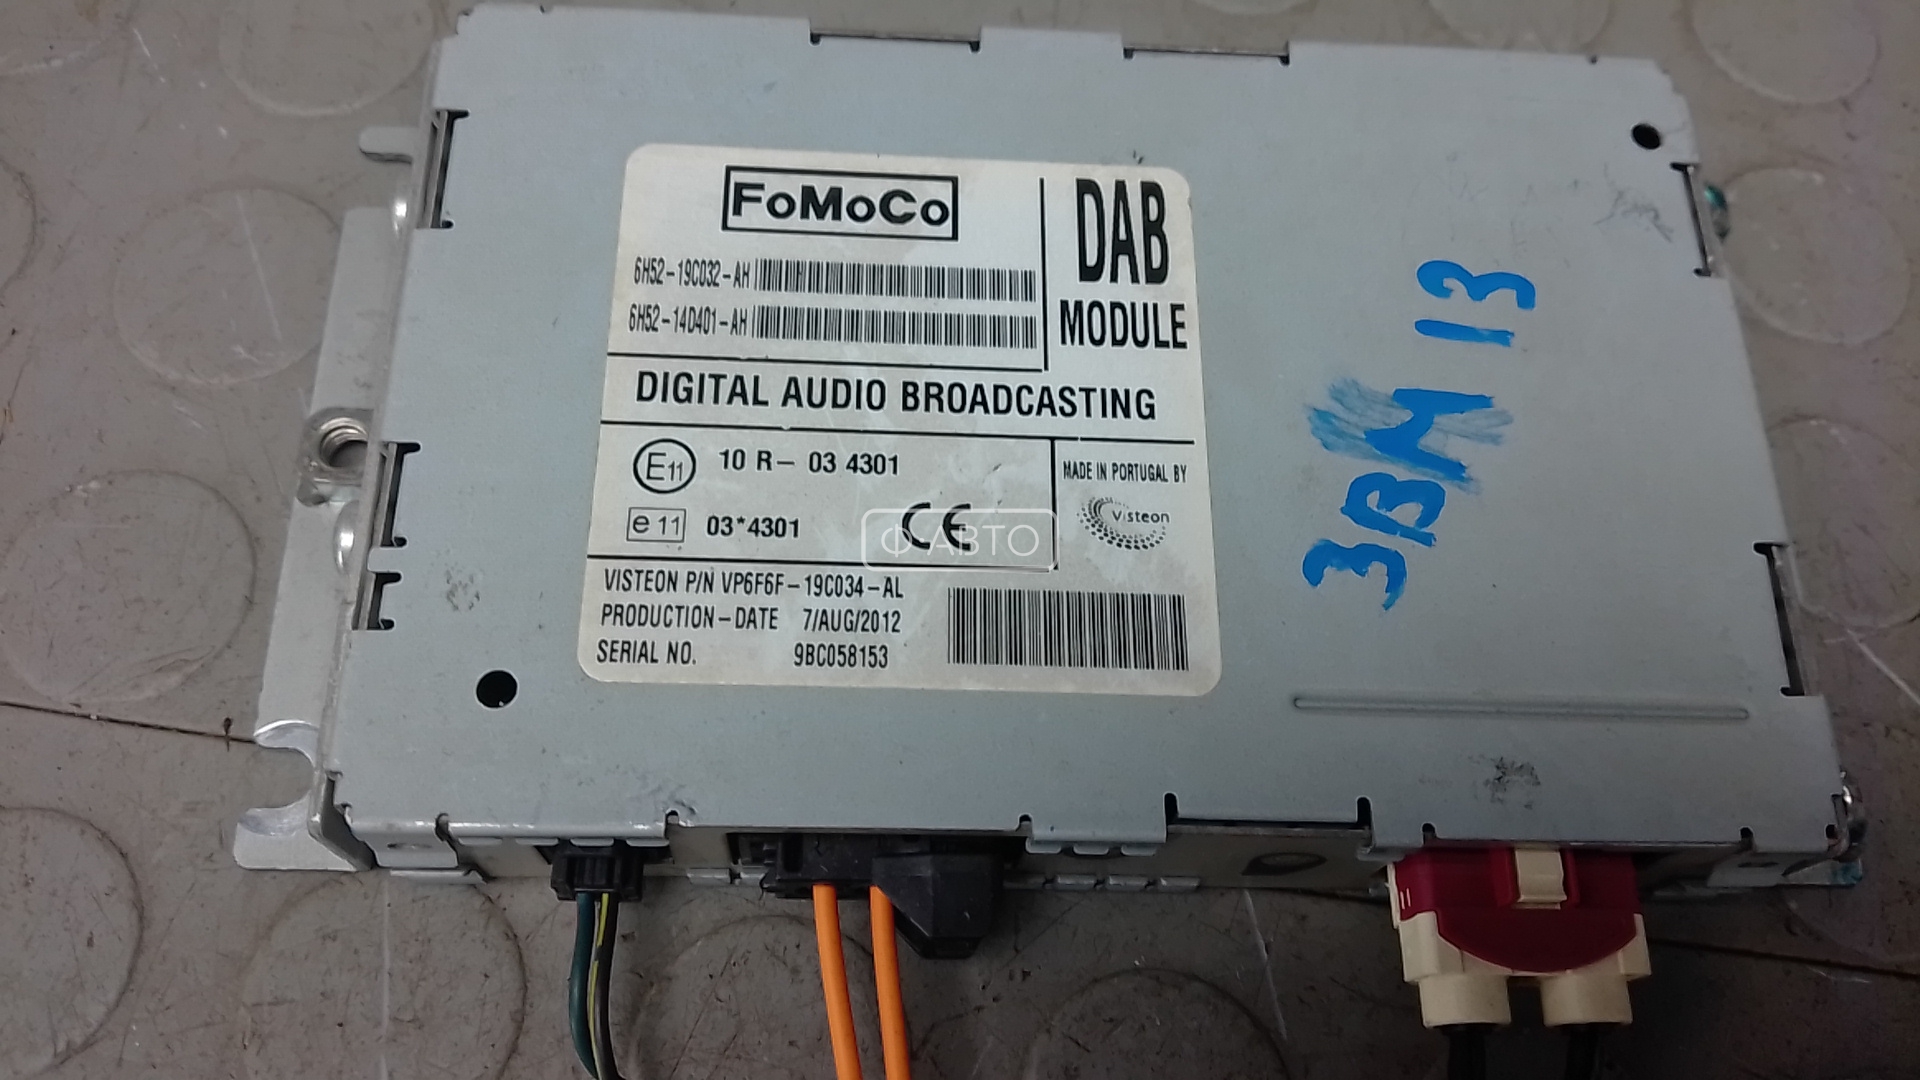 FoMoCo
DAB
MODULE
6H52-19C032-AH
6H52-14D401-AH
DIGITAL AUDIO BROADCASTING
E11 10 R- 03 4301
e 11 03*4301 CE
MADE IN PORTUGAL BY
Visteon
VISTEON P/N VP6F6F-19C034-AL
PRODUCTION-DATE 7/AUG/2012
SERIAL NO. 9BC058153
3BM 13
Ф АВТО